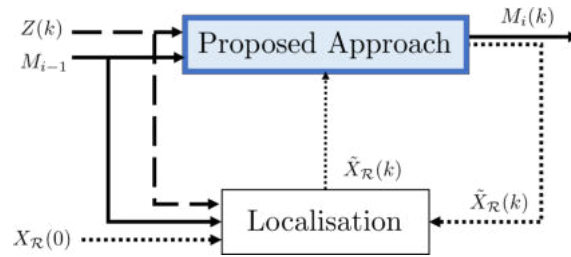 Z(k)
M_{i-1}
Proposed Approach
M_i(k)
X̃_R(k)
X̃_R(k)
Localisation
X_R(0)